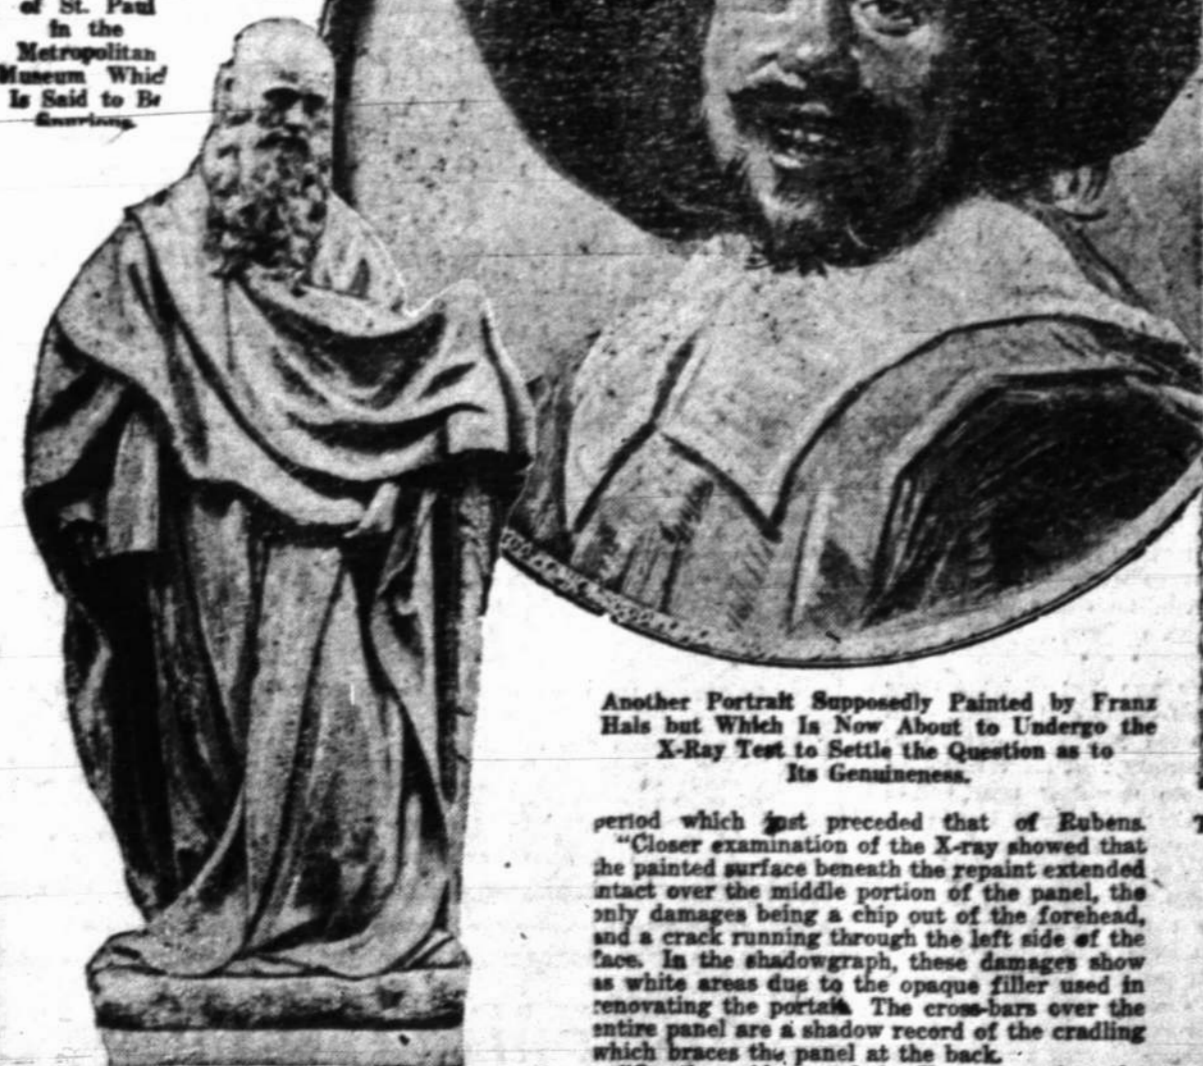 of St. Paul
in the
Metropolitan
Museum Whic
Is Said to Be
Spurious.
Another Portrait Supposedly Painted by Franz
Hals but Which Is Now About to Undergo the
X-Ray Test to Settle the Question as to
Its Genuineness.
period which just preceded that of Rubens.
"Closer examination of the X-ray showed that
the painted surface beneath the repaint extended
intact over the middle portion of the panel, the
only damages being a chip out of the forehead,
and a crack running through the left side of the
face. In the shadowgraph, these damages show
as white areas due to the opaque filler used in
renovating the portait. The cross-bars over the
entire panel are a shadow record of the cradling
which braces the panel at the back.